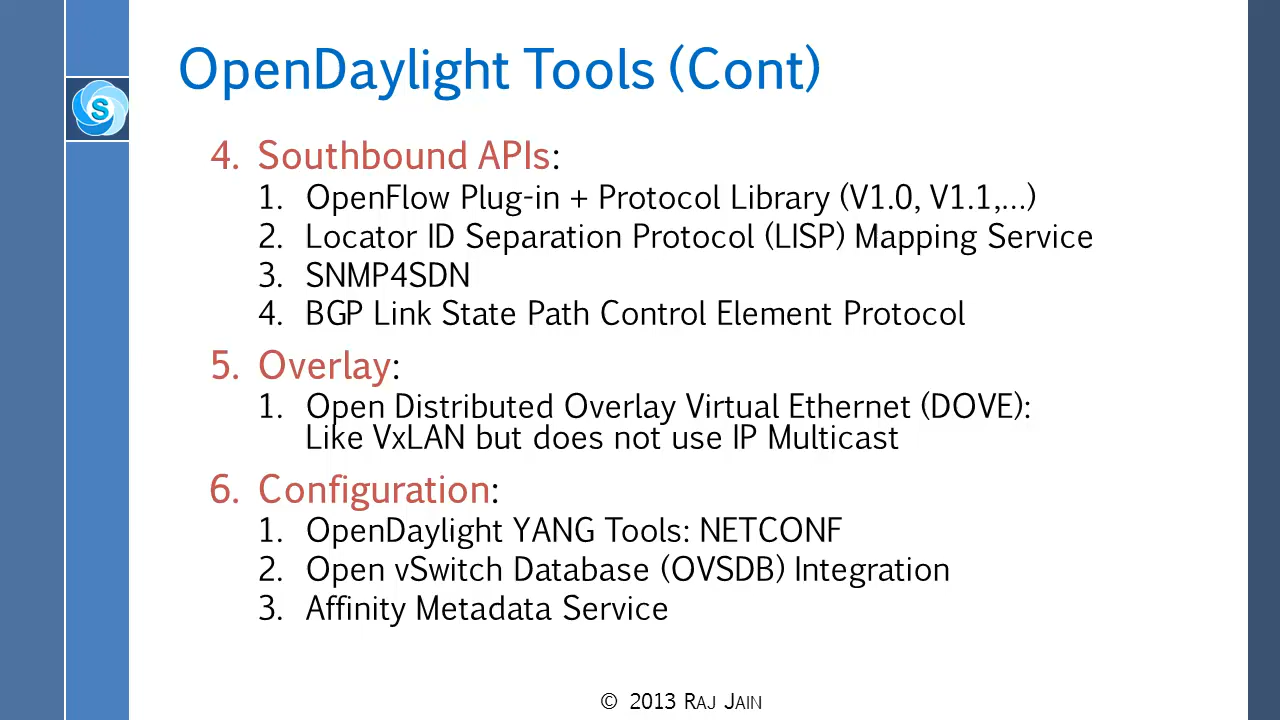 OpenDaylight Tools (Cont)
S
4. Southbound APIs:
1. OpenFlow Plug-in + Protocol Library (V1.0, V1.1,...)
2. Locator ID Separation Protocol (LISP) Mapping Service
3. SNMP4SDN
4. BGP Link State Path Control Element Protocol
5. Overlay:
1. Open Distributed Overlay Virtual Ethernet (DOVE):
Like VxLAN but does not use IP Multicast
6. Configuration:
1. OpenDaylight YANG Tools: NETCONF
2. Open vSwitch Database (OVSDB) Integration
3. Affinity Metadata Service
© 2013 RAJ JAIN